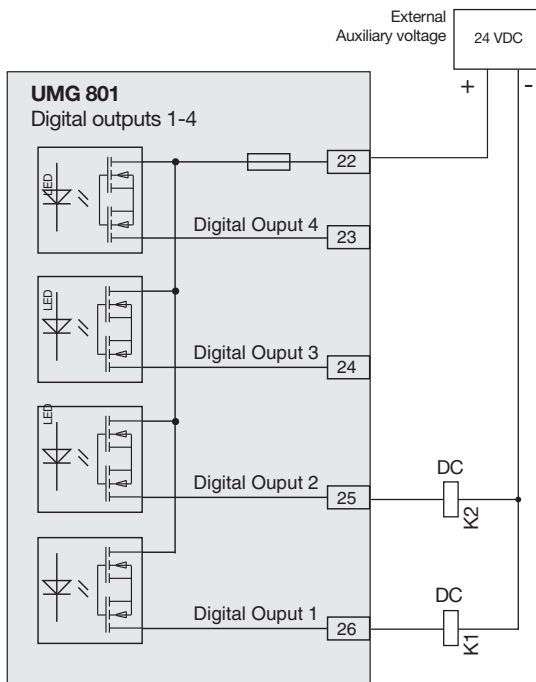 External
Auxiliary voltage
24 VDC
+ -
UMG 801
Digital outputs 1-4
LED
22
Digital Ouput 4
23
LED
Digital Ouput 3
24
LED
Digital Ouput 2
25
DC
K2
LED
Digital Ouput 1
26
DC
K1